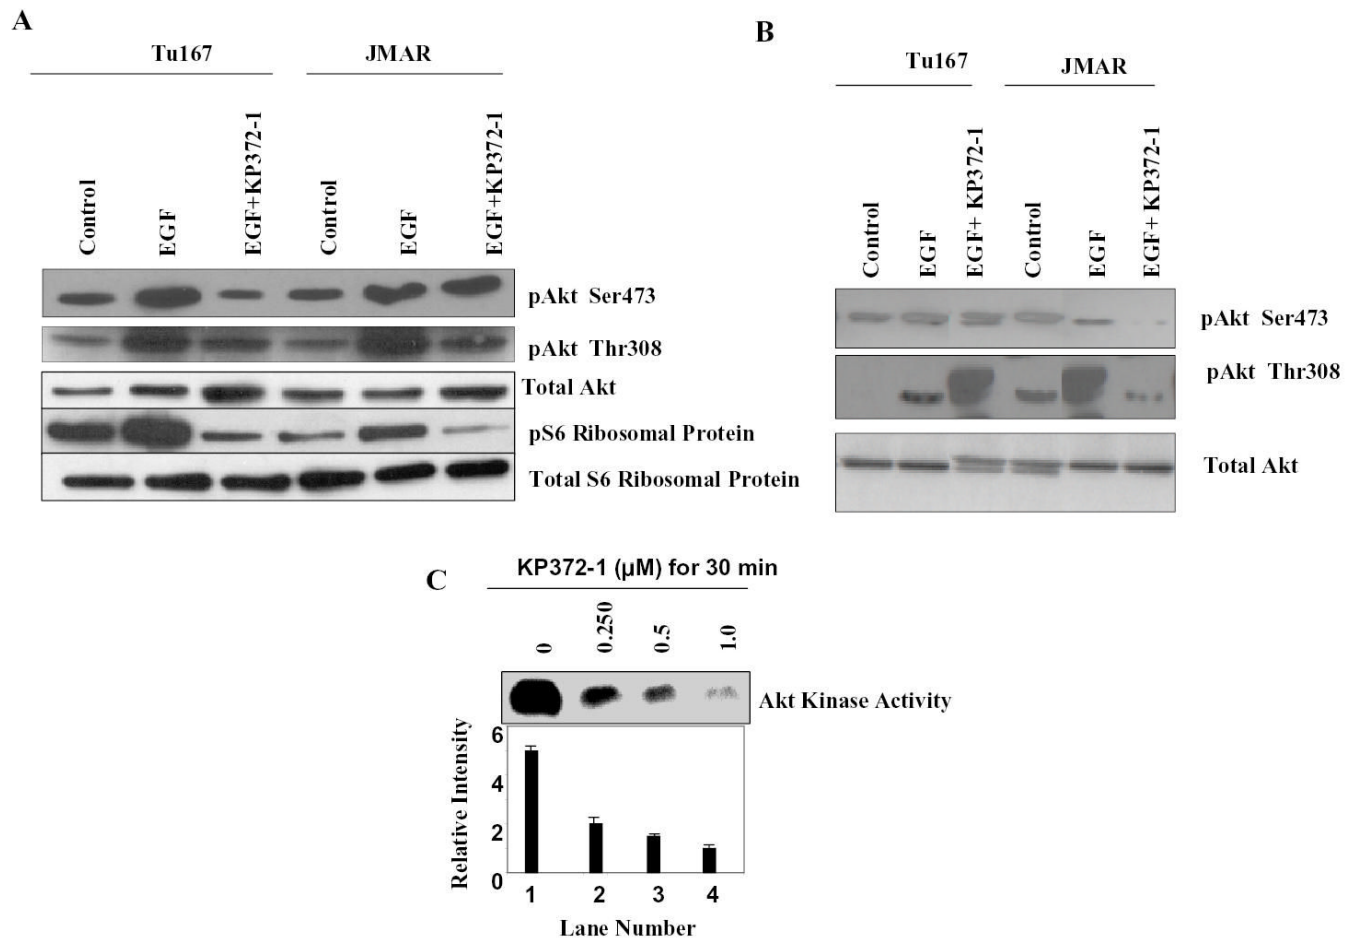 A
Tu167 JMAR
Control EGF EGF+KP372-1 Control EGF EGF+KP372-1
pAkt Ser473
pAkt Thr308
Total Akt
pS6 Ribosomal Protein
Total S6 Ribosomal Protein
B
Tu167 JMAR
Control EGF EGF+ KP372-1 Control EGF EGF+ KP372-1
pAkt Ser473
pAkt Thr308
Total Akt
C
KP372-1 (µM) for 30 min
0 0.250 0.5 1.0
Akt Kinase Activity
Relative Intensity
6
4
2
0
1 2 3 4
Lane Number